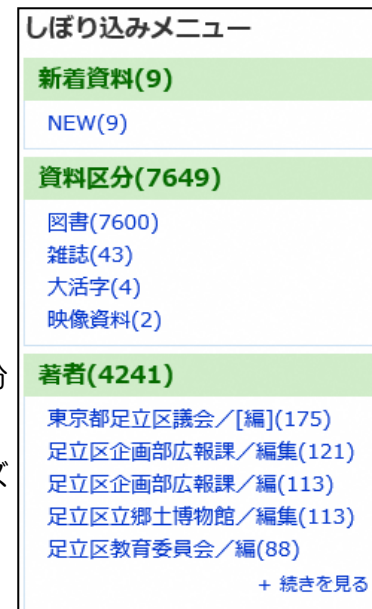 しぼり込みメニュー
新着資料(9)
NEW(9)
資料区分(7649)
図書(7600)
雑誌(43)
大活字(4)
映像資料(2)
分
著者(4241)
東京都足立区議会／[編](175)
足立区企画部広報課／編集(121)
ズ
足立区企画部広報課／編(113)
足立区立郷土博物館／編集(113)
足立区教育委員会／編(88)
+ 続きを見る